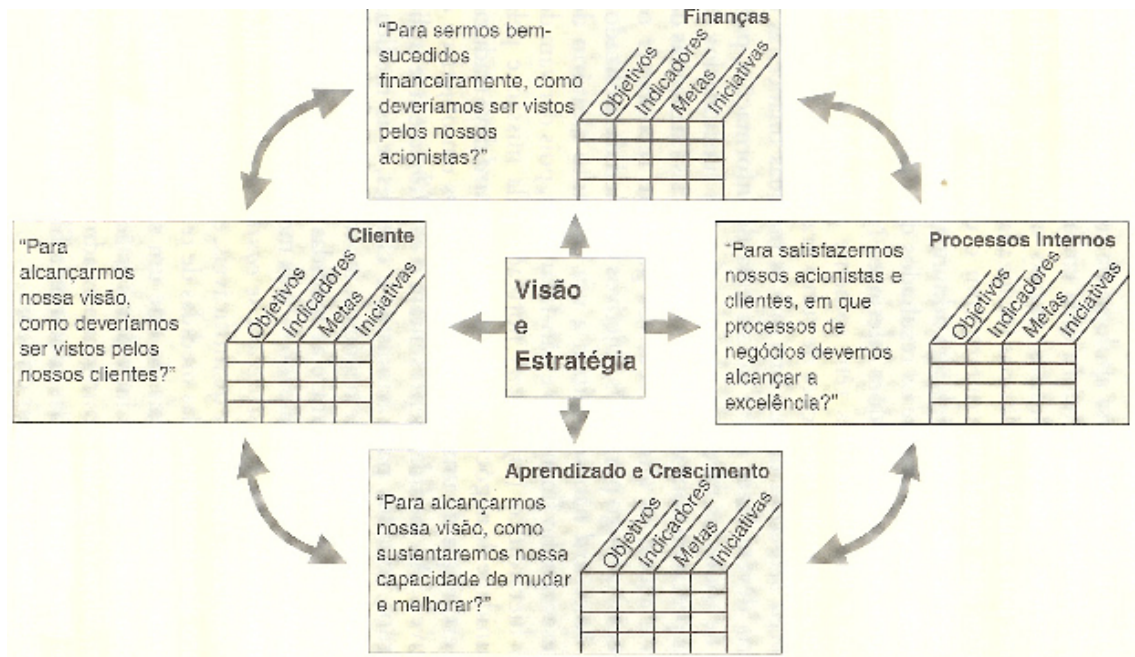 Finanças
“Para sermos bem-
sucedidos
financeiramente, como
deveríamos ser vistos
pelos nossos
acionistas?”
Objetivos
Indicadores
Metas
Iniciativas
Cliente
“Para
alcançarmos
nossa visão,
como deveríamos
ser vistos pelos
nossos clientes?”
Objetivos
Indicadores
Metas
Iniciativas
Visão
e
Estratégia
Processos Internos
“Para satisfazermos
nossos acionistas e
clientes, em que
processos de
negócios devemos
alcançar a
excelência?”
Objetivos
Indicadores
Metas
Iniciativas
Aprendizado e Crescimento
“Para alcançarmos
nossa visão, como
sustentaremos nossa
capacidade de mudar
e melhorar?”
Objetivos
Indicadores
Metas
Iniciativas